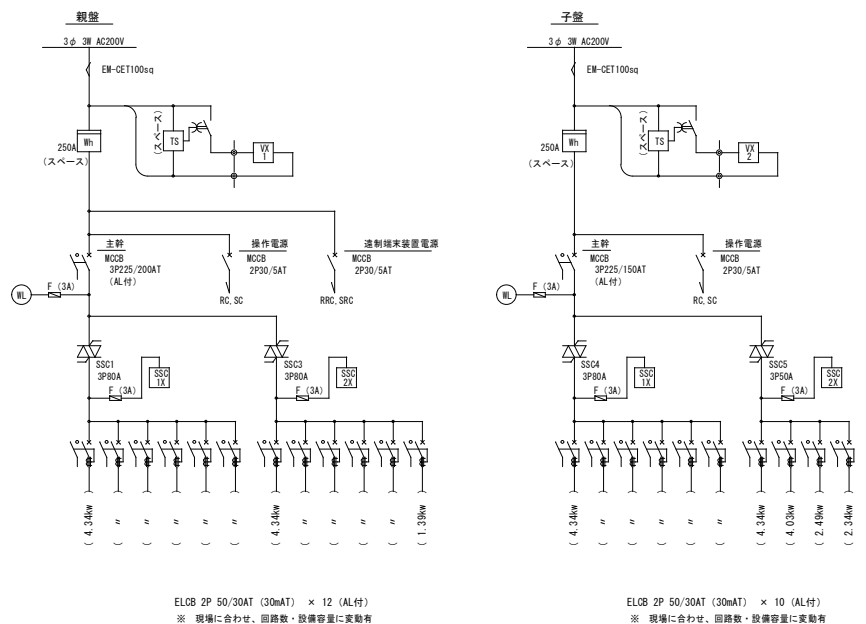 親盤
3φ 3W AC200V
EM-CET100sq
Wh
250A
(スペース)
(スペース)
TS
VX
1
主幹
MCCB
3P225/200AT
(AL付)
操作電源
MCCB
2P30/5AT
遠制端末装置電源
MCCB
2P30/5AT
RC, SC
RRC, SRC
WL
F (3A)
SSC1
3P80A
F (3A)
SSC
1X
SSC3
3P80A
F (3A)
SSC
2X
( 4.34kw )
( 〃 )
( 〃 )
( 〃 )
( 〃 )
( 〃 )
( 4.34kw )
( 〃 )
( 〃 )
( 〃 )
( 〃 )
( 1.39kw )
ELCB 2P 50/30AT (30mAT) × 12 (AL付)
※ 現場に合わせ、回路数・設備容量に変動有
子盤
3φ 3W AC200V
EM-CET100sq
Wh
250A
(スペース)
(スペース)
TS
VX
2
主幹
MCCB
3P225/150AT
(AL付)
操作電源
MCCB
2P30/5AT
RC, SC
WL
F (3A)
SSC4
3P80A
F (3A)
SSC
1X
SSC5
3P50A
F (3A)
SSC
2X
( 4.34kw )
( 〃 )
( 〃 )
( 〃 )
( 〃 )
( 〃 )
( 4.34kw )
( 4.03kw )
( 2.49kw )
( 2.34kw )
ELCB 2P 50/30AT (30mAT) × 10 (AL付)
※ 現場に合わせ、回路数・設備容量に変動有